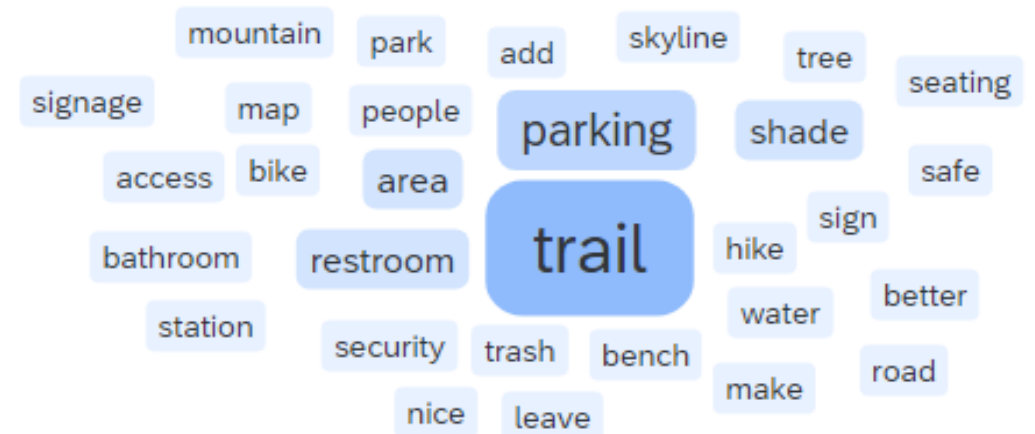 mountain
park
add
skyline
tree
seating
signage
map
people
parking
shade
access
bike
area
safe
trail
sign
bathroom
restroom
hike
better
water
station
security
trash
bench
make
road
nice
leave